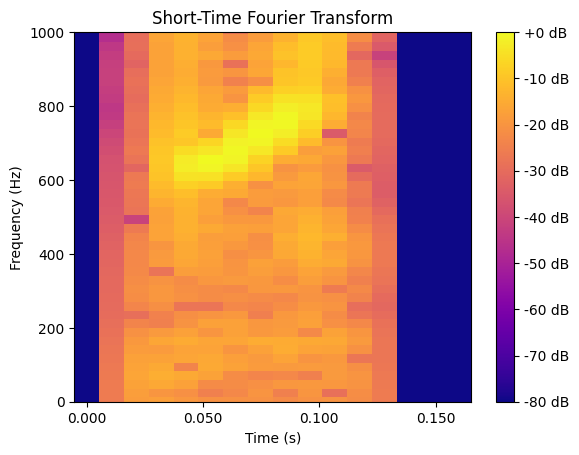 Short-Time Fourier Transform
Frequency (Hz)
1000
800
600
400
200
0
0.000
0.050
0.100
0.150
Time (s)
+0 dB
-10 dB
-20 dB
-30 dB
-40 dB
-50 dB
-60 dB
-70 dB
-80 dB